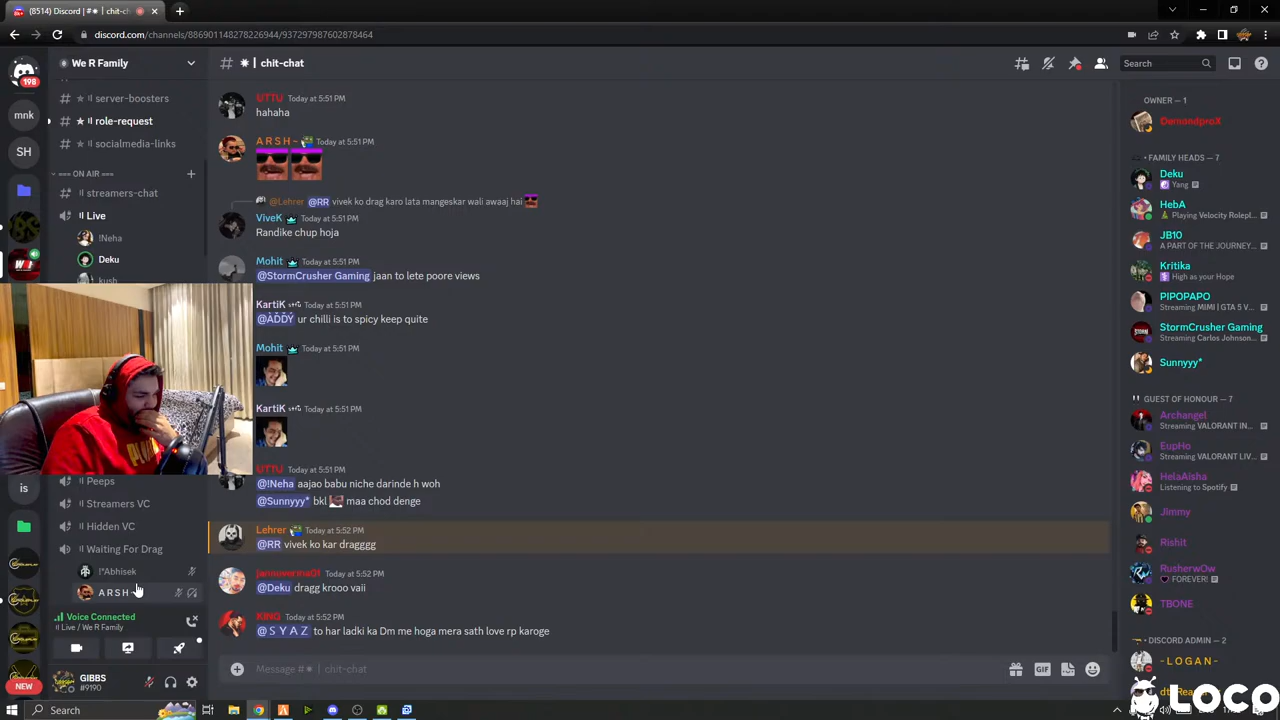 (8514) Discord | #
chit-ch
discord.com/channels/886901148278226944/937297987602878464
We R Family
chit-chat
Search
198
mnk
SH
is
NEW
server-boosters
role-request
socialmedia-links
=== ON AIR ===
streamers-chat
Live
!Neha
Deku
kush
Peeps
Streamers VC
Hidden VC
Waiting For Drag
!*Abhisek
A R S H
Voice Connected
Live / We R Family
GIBBS
#9190
UTTU Today at 5:51 PM
hahaha
A R S H ~ Today at 5:51 PM
@Lehrer @RR vivek ko drag karo lata mangeskar wali awaaj hai
ViveK Today at 5:51 PM
Randike chup hoja
Mohit Today at 5:51 PM
@StormCrusher Gaming jaan to lete poore views
KartiK Today at 5:51 PM
ur chilli is to spicy keep quite
Mohit Today at 5:51 PM
KartiK Today at 5:51 PM
UTTU Today at 5:51 PM
@!Neha aajao babu niche darinde h woh
@Sunnyyy* bkl maa chod denge
Lehrer Today at 5:52 PM
@RR vivek ko kar dragggg
Today at 5:52 PM
@Deku dragg krooo vaii
KING Today at 5:52 PM
@S Y A Z to har ladki ka Dm me hoga mera sath love rp karoge
Message # | chit-chat
GIF
OWNER — 1
DemondproX
FAMILY HEADS — 7
Deku
Yang
HebA
Playing Velocity Rolepl...
JB10
A PART OF THE JOURNEY...
Kritika
High as your Hope
PIPOPAPO
Streaming MIMI | GTA 5 V...
StormCrusher Gaming
Streaming Carlos Johnson...
Sunnyyy*
GUEST OF HONOUR — 7
Archangel
Streaming VALORANT IN...
EupHo
Streaming VALORANT LIV...
HelaAisha
Listening to Spotify
Jimmy
Rishit
RusherwOw
FOREVER!
TBONE
DISCORD ADMIN — 2
- L O G A N -
LOCO
Search